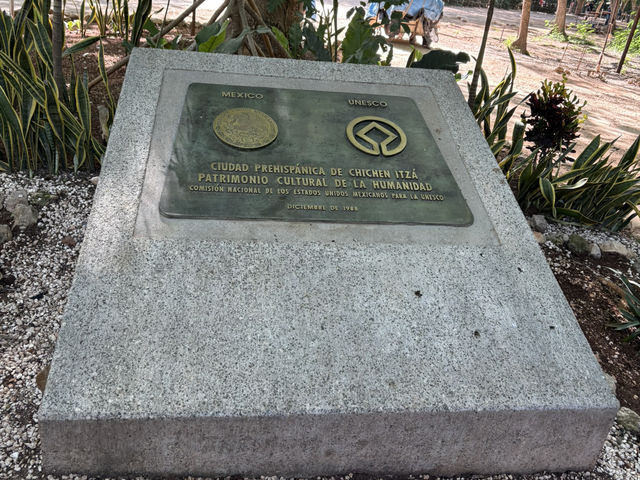 MEXICO
UNESCO
CIUDAD PREHISPÁNICA DE CHICHEN ITZÁ
PATRIMONIO CULTURAL DE LA HUMANIDAD
COMISIÓN NACIONAL DE LOS ESTADOS UNIDOS MEXICANOS PARA LA UNESCO
DICIEMBRE DE 1988